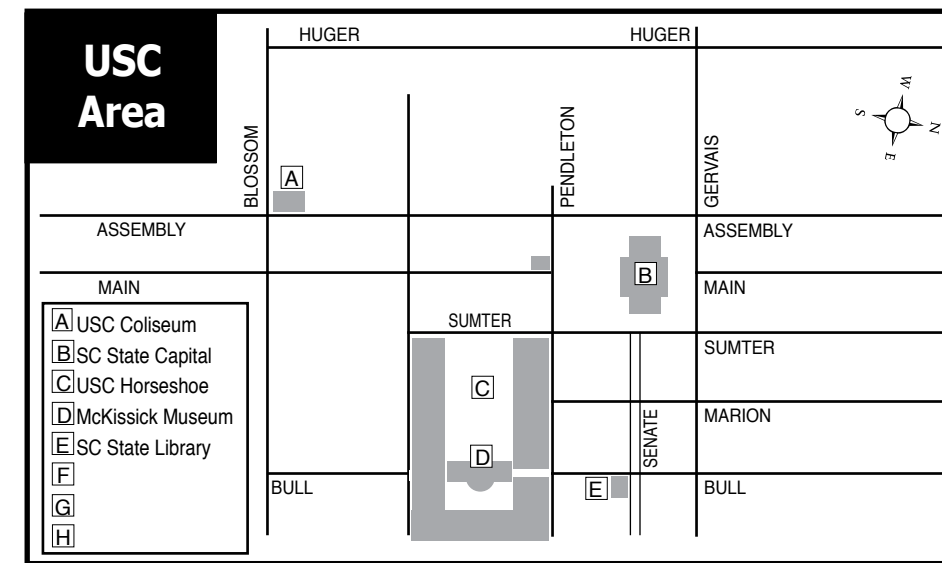 USC
Area
HUGER
HUGER
W
S
N
E
BLOSSOM
PENDLETON
GERVAIS
A
ASSEMBLY
ASSEMBLY
B
MAIN
MAIN
SUMTER
SUMTER
C
MARION
SENATE
D
BULL
E
BULL
A USC Coliseum
B SC State Capital
C USC Horseshoe
D McKissick Museum
E SC State Library
F
G
H